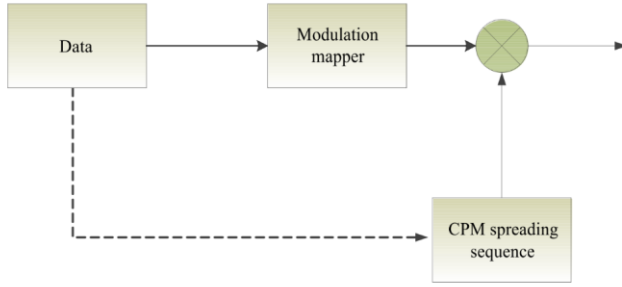 Data
Modulation
mapper
CPM spreading
sequence